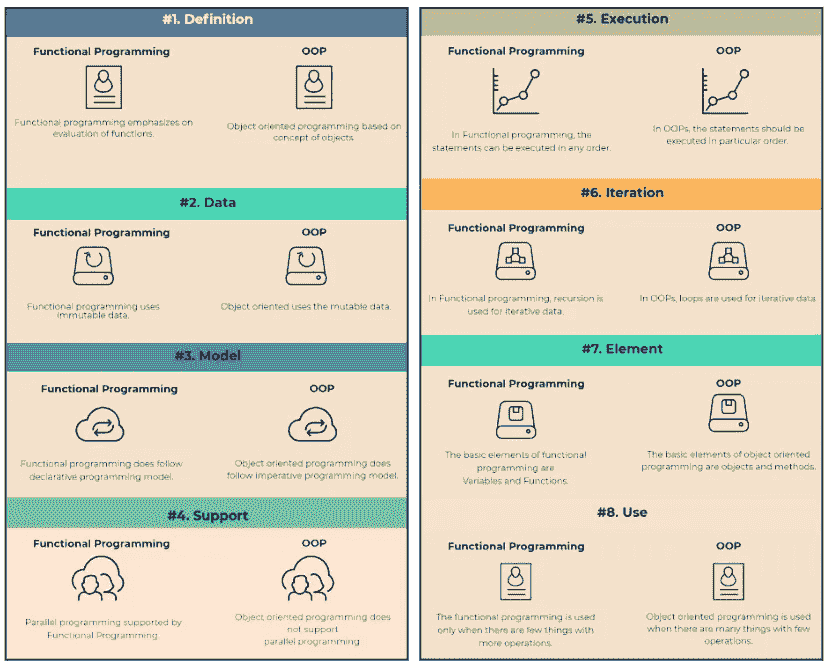 #1. Definition
Functional Programming
OOP
Functional programming emphasizes on
evaluation of functions.
Object oriented programming based on
concept of objects
#2. Data
Functional Programming
OOP
Functional programming uses
immutable data.
Object oriented uses the mutable data.
#3. Model
Functional Programming
OOP
Functional programming does follow
declarative programming model.
Object oriented programming does
follow imperative programming model.
#4. Support
Functional Programming
OOP
Parallel programming supported by
Functional Programming
Object oriented programming does
not support
parallel programming
#5. Execution
Functional Programming
OOP
In Functional programming, the
statements can be executed in any order.
In OOPs, the statements should be
executed in particular order.
#6. Iteration
Functional Programming
OOP
In Functional programming, recursion is
used for iterative data.
In OOPs, loops are used for iterative data
#7. Element
Functional Programming
OOP
The basic elements of functional
programming are
Variables and Functions.
The basic elements of object oriented
programming are objects and methods.
#8. Use
Functional Programming
OOP
The functional programming is used
only when there are few things with
more operations.
Object oriented programming is used
when there are many things with few
operations.